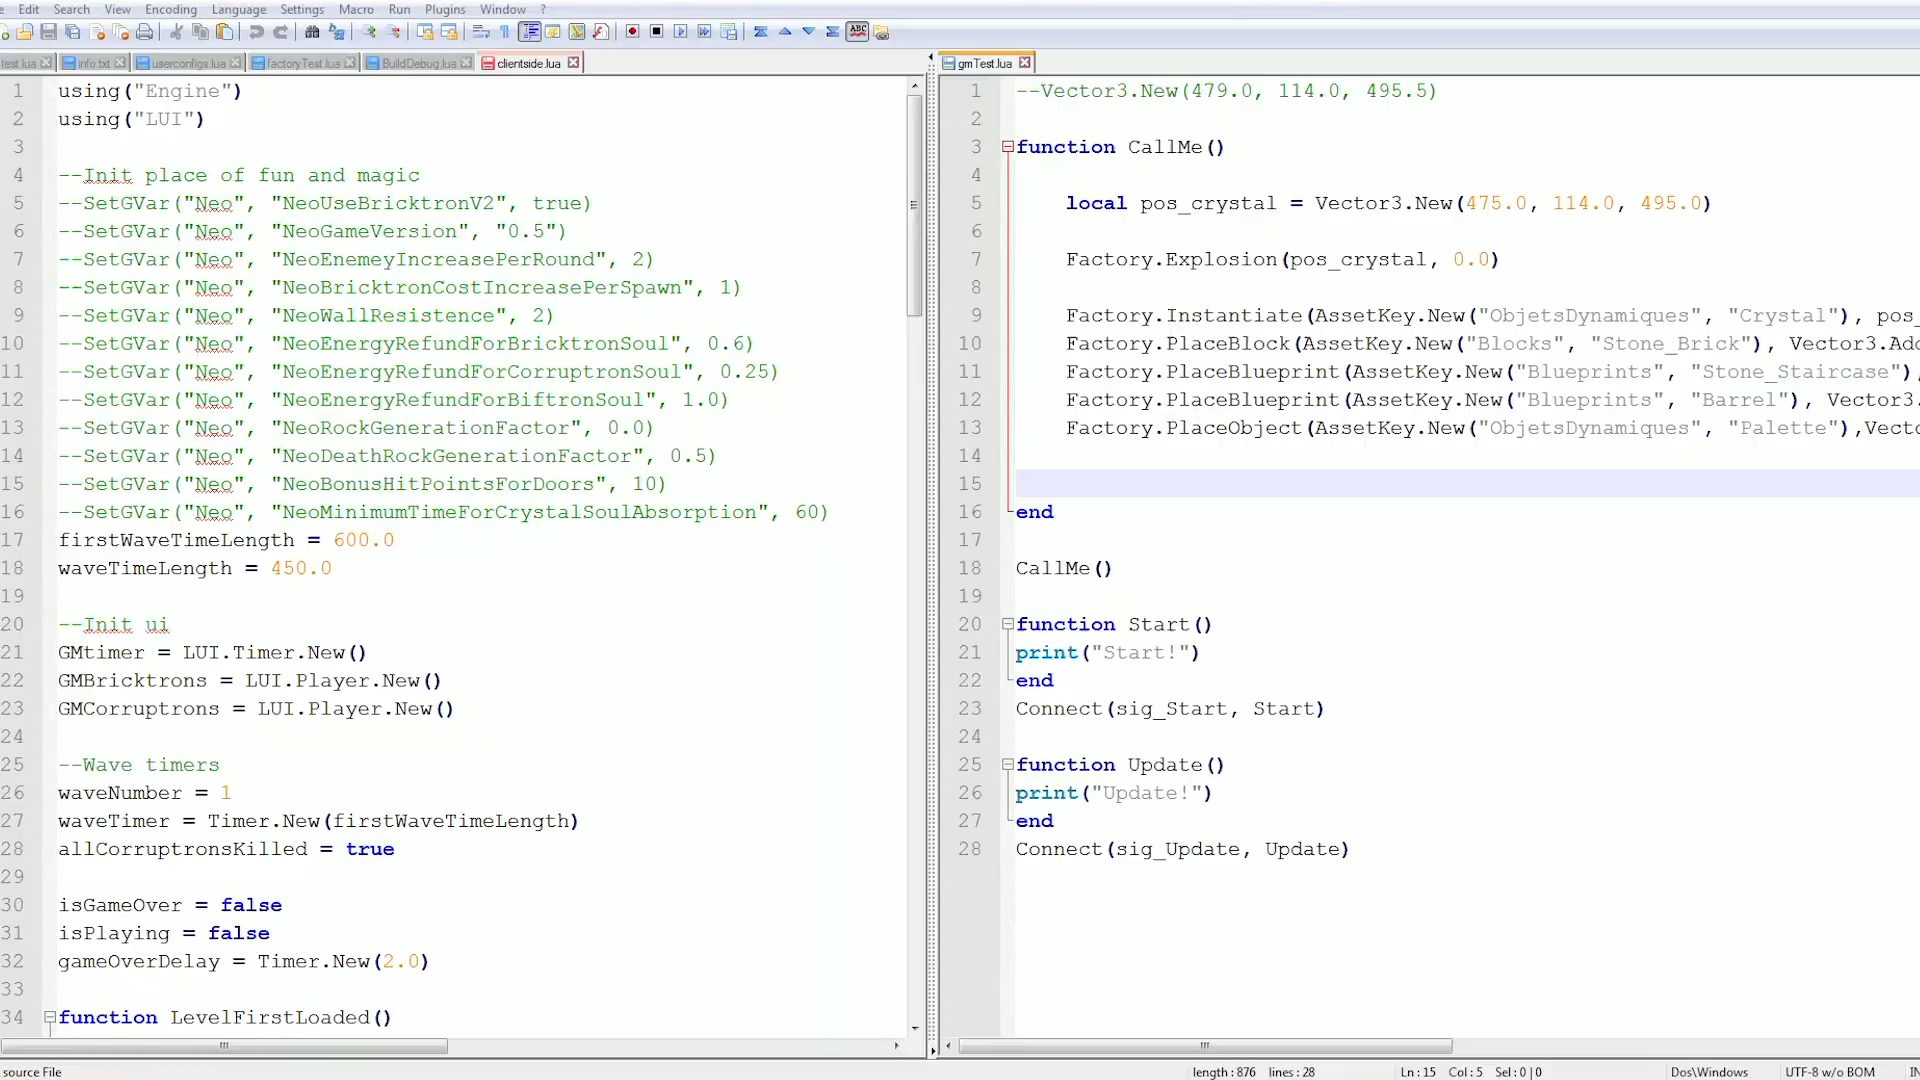 Edit Search View Encoding Language Settings Macro Run Plugins Window ?
test.lua info.txt userconfigs.lua factoryTest.lua BuildDebug.lua clientside.lua
1 using("Engine")
2 using("LUI")
3
4 --Init place of fun and magic
5 --SetGVar("Neo", "NeoUseBricktronV2", true)
6 --SetGVar("Neo", "NeoGameVersion", "0.5")
7 --SetGVar("Neo", "NeoEnemeyIncreasePerRound", 2)
8 --SetGVar("Neo", "NeoBricktronCostIncreasePerSpawn", 1)
9 --SetGVar("Neo", "NeoWallResistence", 2)
10 --SetGVar("Neo", "NeoEnergyRefundForBricktronSoul", 0.6)
11 --SetGVar("Neo", "NeoEnergyRefundForCorruptronSoul", 0.25)
12 --SetGVar("Neo", "NeoEnergyRefundForBiftronSoul", 1.0)
13 --SetGVar("Neo", "NeoRockGenerationFactor", 0.0)
14 --SetGVar("Neo", "NeoDeathRockGenerationFactor", 0.5)
15 --SetGVar("Neo", "NeoBonusHitPointsForDoors", 10)
16 --SetGVar("Neo", "NeoMinimumTimeForCrystalSoulAbsorption", 60)
17 firstWaveTimeLength = 600.0
18 waveTimeLength = 450.0
19
20 --Init ui
21 GMtimer = LUI.Timer.New()
22 GMBricktrons = LUI.Player.New()
23 GMCorruptrons = LUI.Player.New()
24
25 --Wave timers
26 waveNumber = 1
27 waveTimer = Timer.New(firstWaveTimeLength)
28 allCorruptronsKilled = true
29
30 isGameOver = false
31 isPlaying = false
32 gameOverDelay = Timer.New(2.0)
33
34 function LevelFirstLoaded()
gmTest.lua
1 --Vector3.New(479.0, 114.0, 495.5)
2
3 function CallMe()
4
5 local pos_crystal = Vector3.New(475.0, 114.0, 495.0)
6
7 Factory.Explosion(pos_crystal, 0.0)
8
9 Factory.Instantiate(AssetKey.New("ObjetsDynamiques", "Crystal"), pos_
10 Factory.PlaceBlock(AssetKey.New("Blocks", "Stone_Brick"), Vector3.Add
11 Factory.PlaceBlueprint(AssetKey.New("Blueprints", "Stone_Staircase"),
12 Factory.PlaceBlueprint(AssetKey.New("Blueprints", "Barrel"), Vector3.
13 Factory.PlaceObject(AssetKey.New("ObjetsDynamiques", "Palette"),Vecto
14
15
16 end
17
18 CallMe()
19
20 function Start()
21 print("Start!")
22 end
23 Connect(sig_Start, Start)
24
25 function Update()
26 print("Update!")
27 end
28 Connect(sig_Update, Update)
source File length : 876 lines : 28 Ln : 15 Col : 5 Sel : 0 | 0 Dos\Windows UTF-8 w/o BOM IN